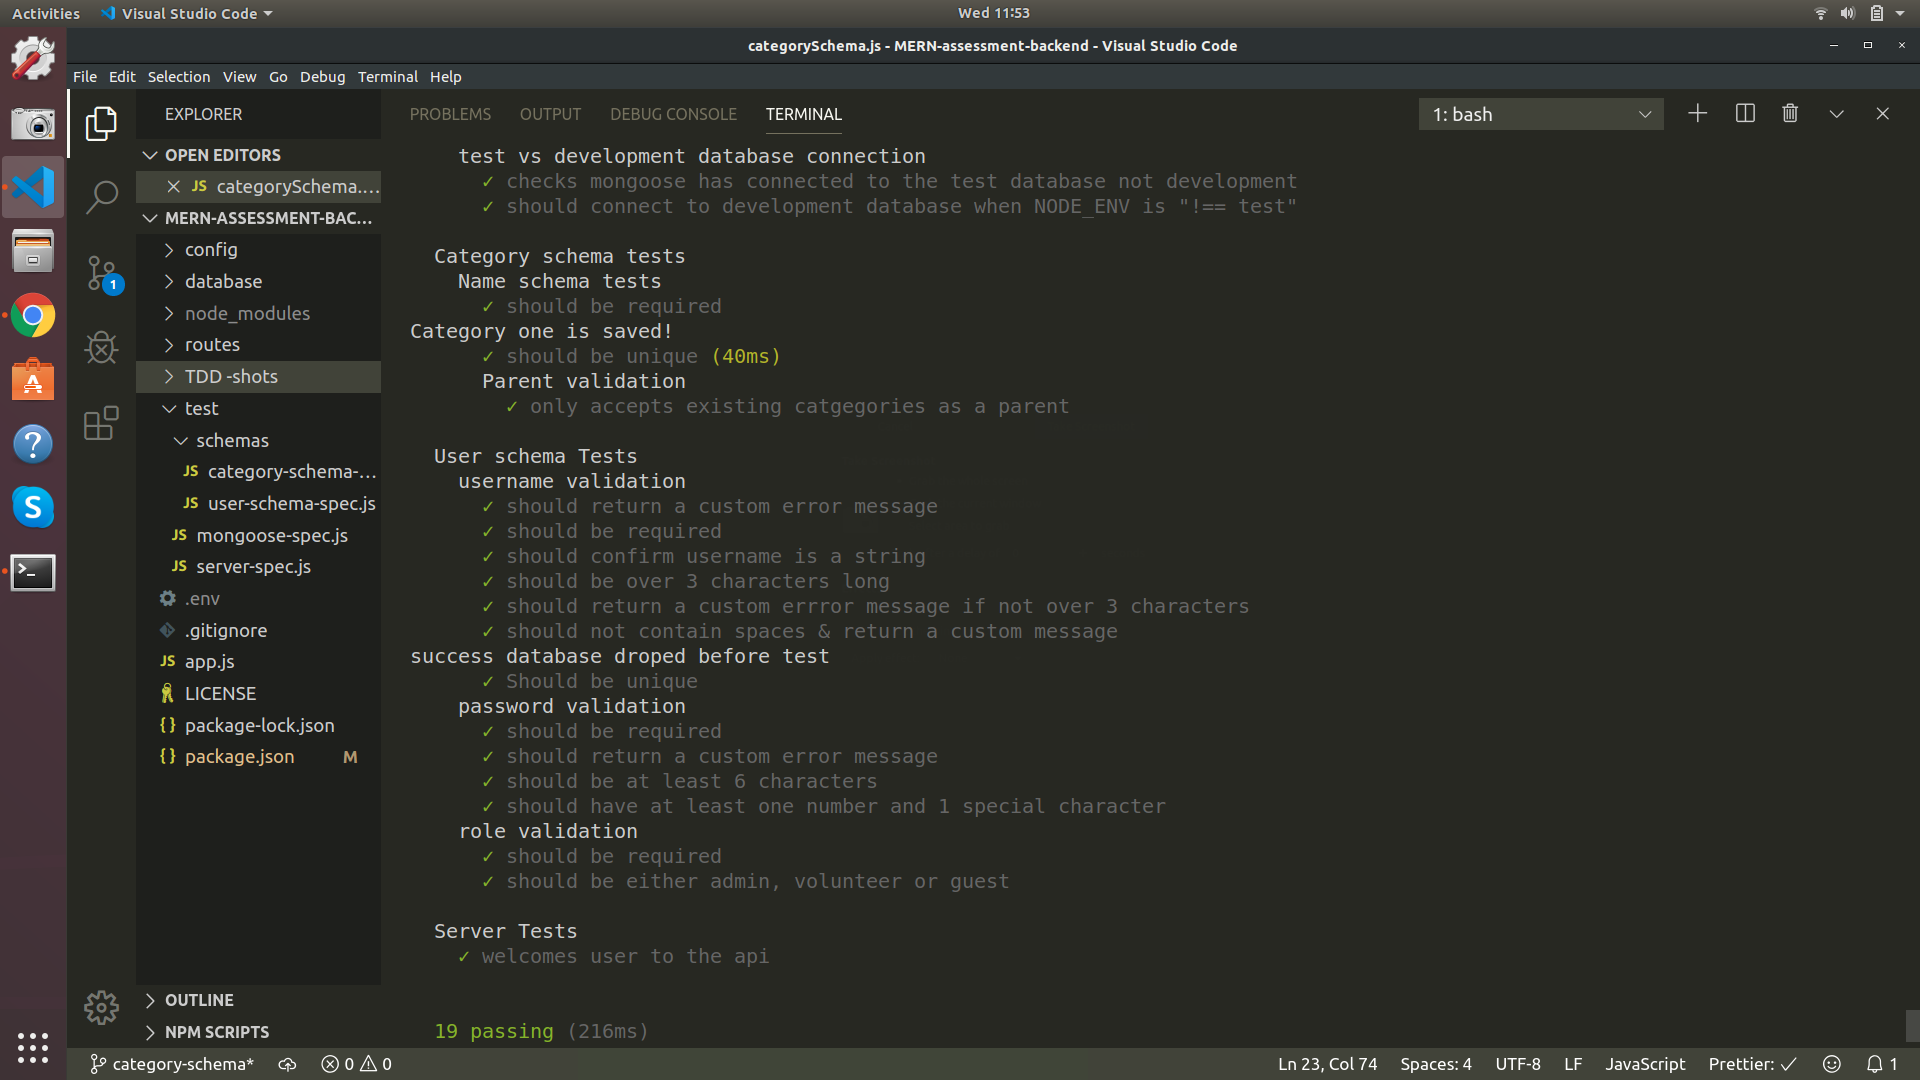 Activities
Visual Studio Code
Wed 11:53
categorySchema.js - MERN-assessment-backend - Visual Studio Code
File Edit Selection View Go Debug Terminal Help
EXPLORER
OPEN EDITORS
JS categorySchema....
MERN-ASSESSMENT-BAC...
config
database
node_modules
routes
TDD -shots
test
schemas
JS category-schema-...
JS user-schema-spec.js
JS mongoose-spec.js
JS server-spec.js
.env
.gitignore
JS app.js
LICENSE
{} package-lock.json
{} package.json M
OUTLINE
NPM SCRIPTS
1
PROBLEMS OUTPUT DEBUG CONSOLE TERMINAL
1: bash
test vs development database connection
✓ checks mongoose has connected to the test database not development
✓ should connect to development database when NODE_ENV is "!== test"
Category schema tests
Name schema tests
✓ should be required
Category one is saved!
✓ should be unique (40ms)
Parent validation
✓ only accepts existing catgegories as a parent
User schema Tests
username validation
✓ should return a custom error message
✓ should be required
✓ should confirm username is a string
✓ should be over 3 characters long
✓ should return a custom errror message if not over 3 characters
✓ should not contain spaces & return a custom message
success database droped before test
✓ Should be unique
password validation
✓ should be required
✓ should return a custom error message
✓ should be at least 6 characters
✓ should have at least one number and 1 special character
role validation
✓ should be required
✓ should be either admin, volunteer or guest
Server Tests
✓ welcomes user to the api
19 passing (216ms)
category-schema* 0 0
Ln 23, Col 74 Spaces: 4 UTF-8 LF JavaScript Prettier: ✓ 1